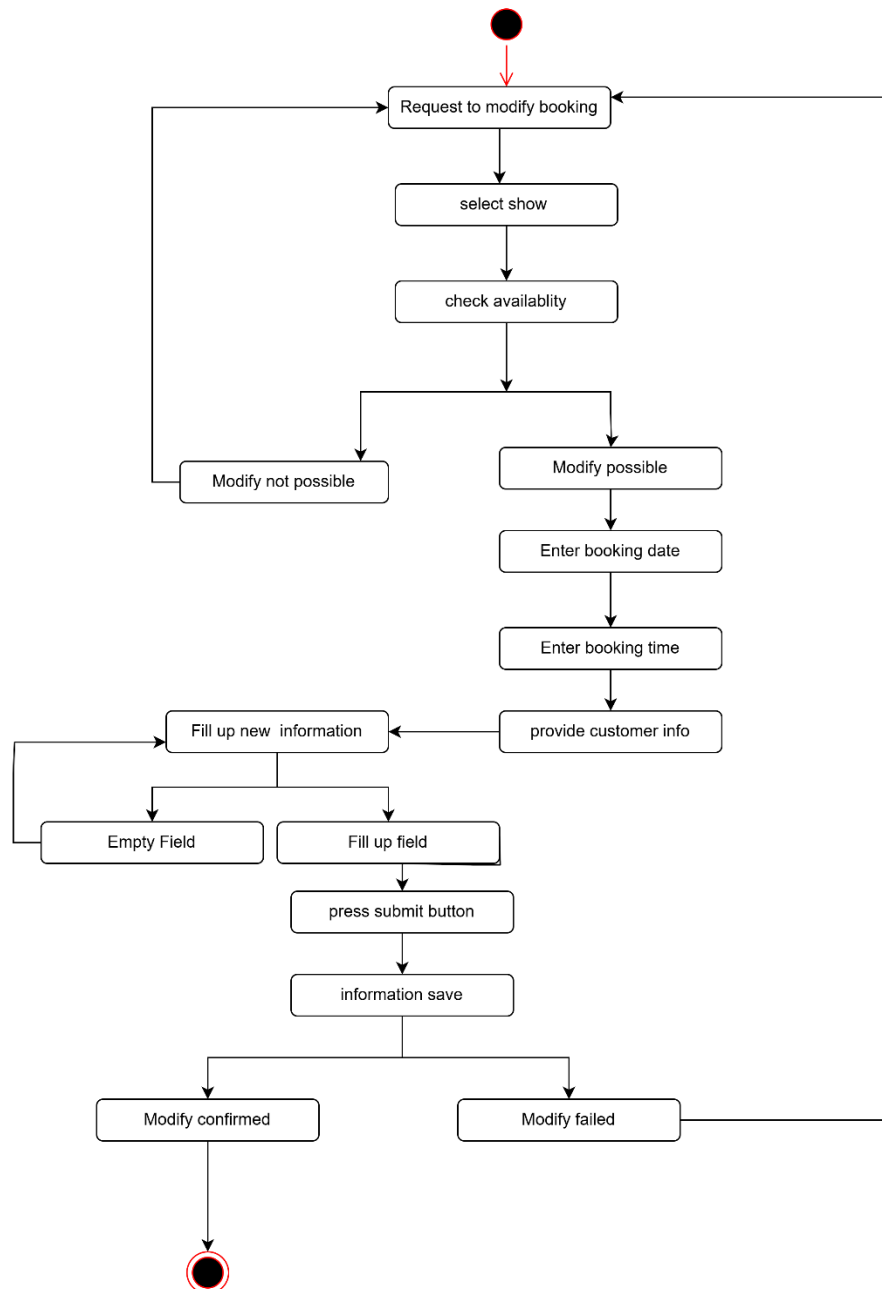 Request to modify booking
select show
check availablity
Modify not possible
Modify possible
Enter booking date
Enter booking time
Fill up new  information
provide customer info
Empty Field
Fill up field
press submit button
information save
Modify confirmed
Modify failed